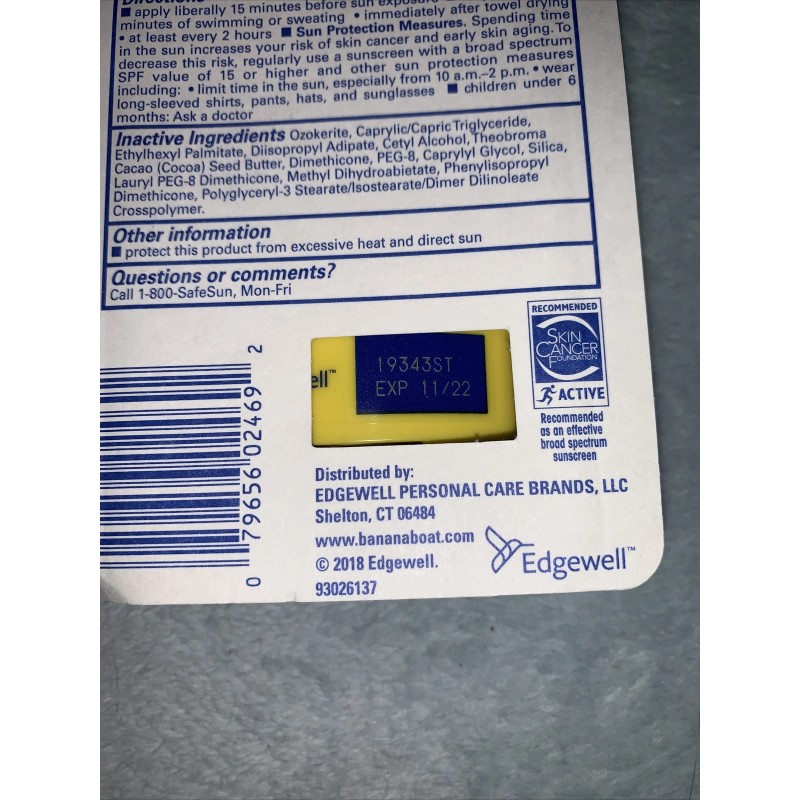 Directions
■ apply liberally 15 minutes before sun exposure
minutes of swimming or sweating • immediately after towel drying
• at least every 2 hours ■ Sun Protection Measures. Spending time
in the sun increases your risk of skin cancer and early skin aging. To
decrease this risk, regularly use a sunscreen with a broad spectrum
SPF value of 15 or higher and other sun protection measures
including: • limit time in the sun, especially from 10 a.m.–2 p.m. • wear
long-sleeved shirts, pants, hats, and sunglasses ■ children under 6
months: Ask a doctor
Inactive Ingredients Ozokerite, Caprylic/Capric Triglyceride,
Ethylhexyl Palmitate, Diisopropyl Adipate, Cetyl Alcohol, Theobroma
Cacao (Cocoa) Seed Butter, Dimethicone, PEG-8, Caprylyl Glycol, Silica,
Lauryl PEG-8 Dimethicone, Methyl Dihydroabietate, Phenylisopropyl
Dimethicone, Polyglyceryl-3 Stearate/Isostearate/Dimer Dilinoleate
Crosspolymer.
Other information
■ protect this product from excessive heat and direct sun
Questions or comments?
Call 1-800-SafeSun, Mon-Fri
0 79656 02469 2
ell™
19343ST
EXP 11/22
RECOMMENDED
SKIN
CANCER
FOUNDATION
ACTIVE
Recommended
as an effective
broad spectrum
sunscreen
Distributed by:
EDGEWELL PERSONAL CARE BRANDS, LLC
Shelton, CT 06484
www.bananaboat.com
© 2018 Edgewell.
93026137
Edgewell™